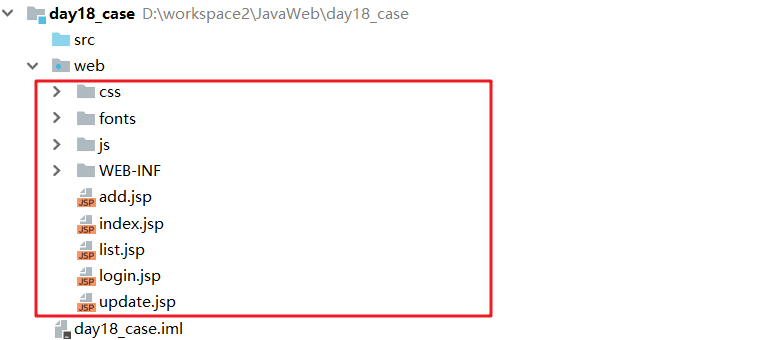 day18_case D:\workspace2\JavaWeb\day18_case
src
web
css
fonts
js
WEB-INF
JSP add.jsp
JSP index.jsp
JSP list.jsp
JSP login.jsp
JSP update.jsp
day18_case.iml